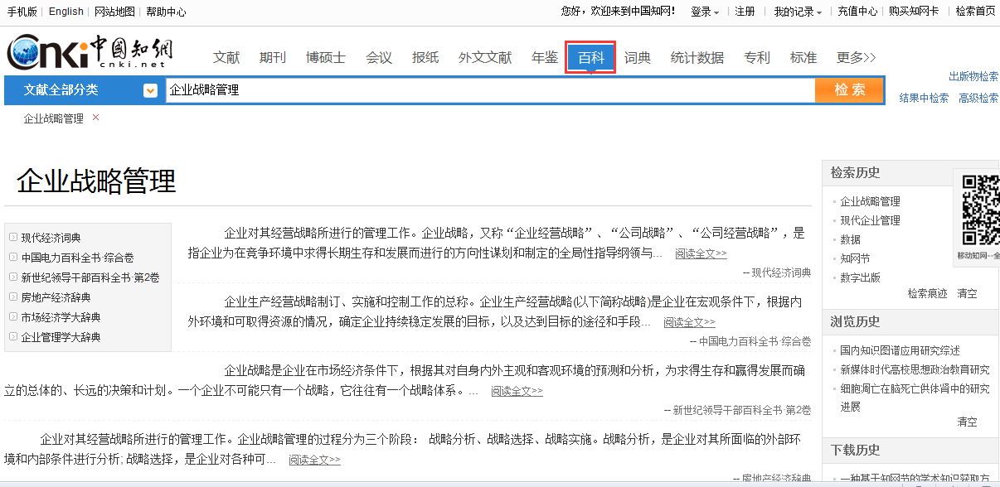 手机版 | English | 网站地图 | 帮助中心
您好，欢迎来到中国知网！ 登录 | 注册 | 我的记录 | 充值中心 | 购买知网卡 | 检索首页
cnki 中國知網
cnki.net
文献 期刊 博硕士 会议 报纸 外文文献 年鉴 百科 词典 统计数据 专利 标准 更多>>
文献全部分类 企业战略管理 检 索
出版物检索
结果中检索 高级检索
企业战略管理 ×
企业战略管理
现代经济词典
中国电力百科全书·综合卷
新世纪领导干部百科全书·第2卷
房地产经济辞典
市场经济学大辞典
企业管理学大辞典
企业对其经营战略所进行的管理工作。企业战略，又称“企业经营战略”、“公司战略”、“公司经营战略”，是
指企业为在竞争环境中求得长期生存和发展而进行的方向性谋划和制定的全局性指导纲领与... 阅读全文>>
-- 现代经济词典
企业生产经营战略制订、实施和控制工作的总称。企业生产经营战略(以下简称战略)是企业在宏观条件下，根据内
外环境和可取得资源的情况，确定企业持续稳定发展的目标，以及达到目标的途径和手段... 阅读全文>>
-- 中国电力百科全书·综合卷
企业战略是企业在市场经济条件下，根据其对自身内外主观和客观环境的预测和分析，为求得生存和赢得发展而确
立的总体的、长远的决策和计划。一个企业不可能只有一个战略，它往往有一个战略体系。... 阅读全文>>
-- 新世纪领导干部百科全书·第2卷
企业对其经营战略所进行的管理工作。企业战略管理的过程分为三个阶段： 战略分析、战略选择、战略实施。战略分析，是企业对其所面临的外部环
境和内部条件进行分析; 战略选择，是企业对各种可... 阅读全文>>
-- 房地产经济辞典
检索历史
企业战略管理
现代企业管理
数据
知网节
数字出版
检索痕迹 清空
浏览历史
国内知识图谱应用研究综述
新媒体时代高校思想政治教育研究
细胞凋亡在脑死亡供体肾中的研究
进展
清空
下载历史
一种基于知网节的学术知识获取方
移动知网--全